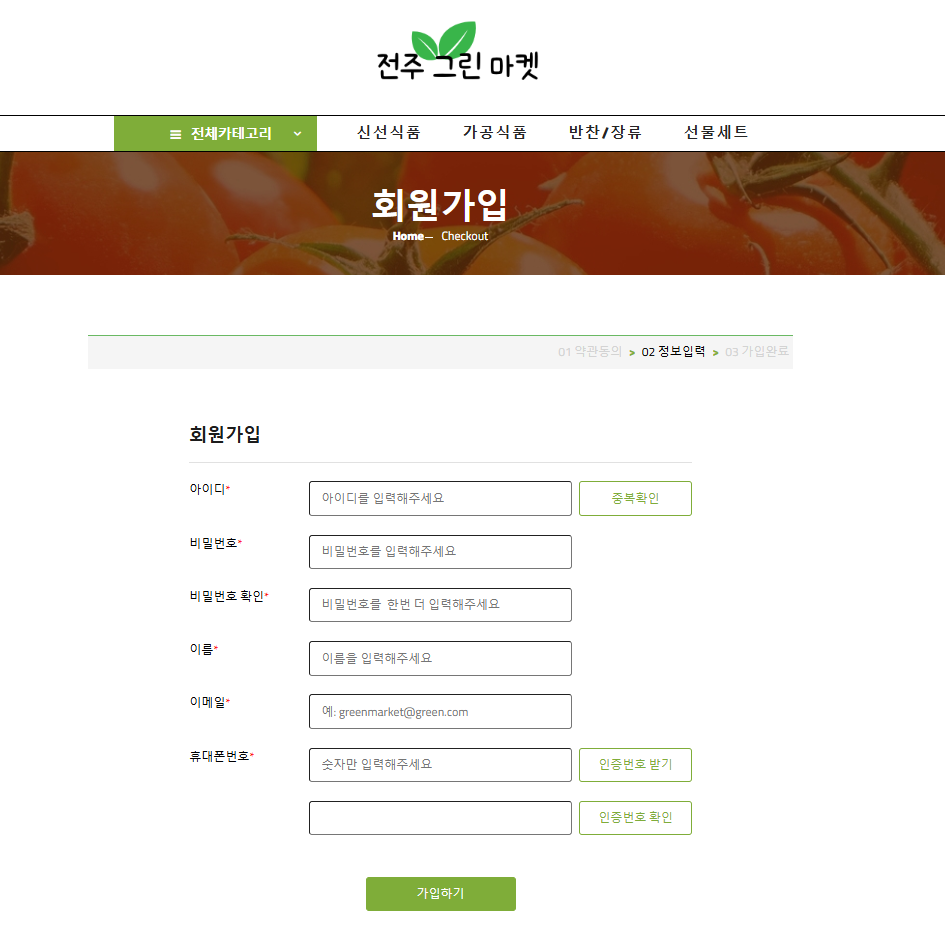 전주 그린 마켓
전체카테고리 신선식품 가공식품 반찬/장류 선물세트
회원가입
Home— Checkout
01 약관동의 > 02 정보입력 > 03 가입완료
회원가입
아이디* 아이디를 입력해주세요 중복확인
비밀번호* 비밀번호를 입력해주세요
비밀번호 확인* 비밀번호를 한번 더 입력해주세요
이름* 이름을 입력해주세요
이메일* 예: greenmarket@green.com
휴대폰번호* 숫자만 입력해주세요 인증번호 받기
인증번호 확인
가입하기